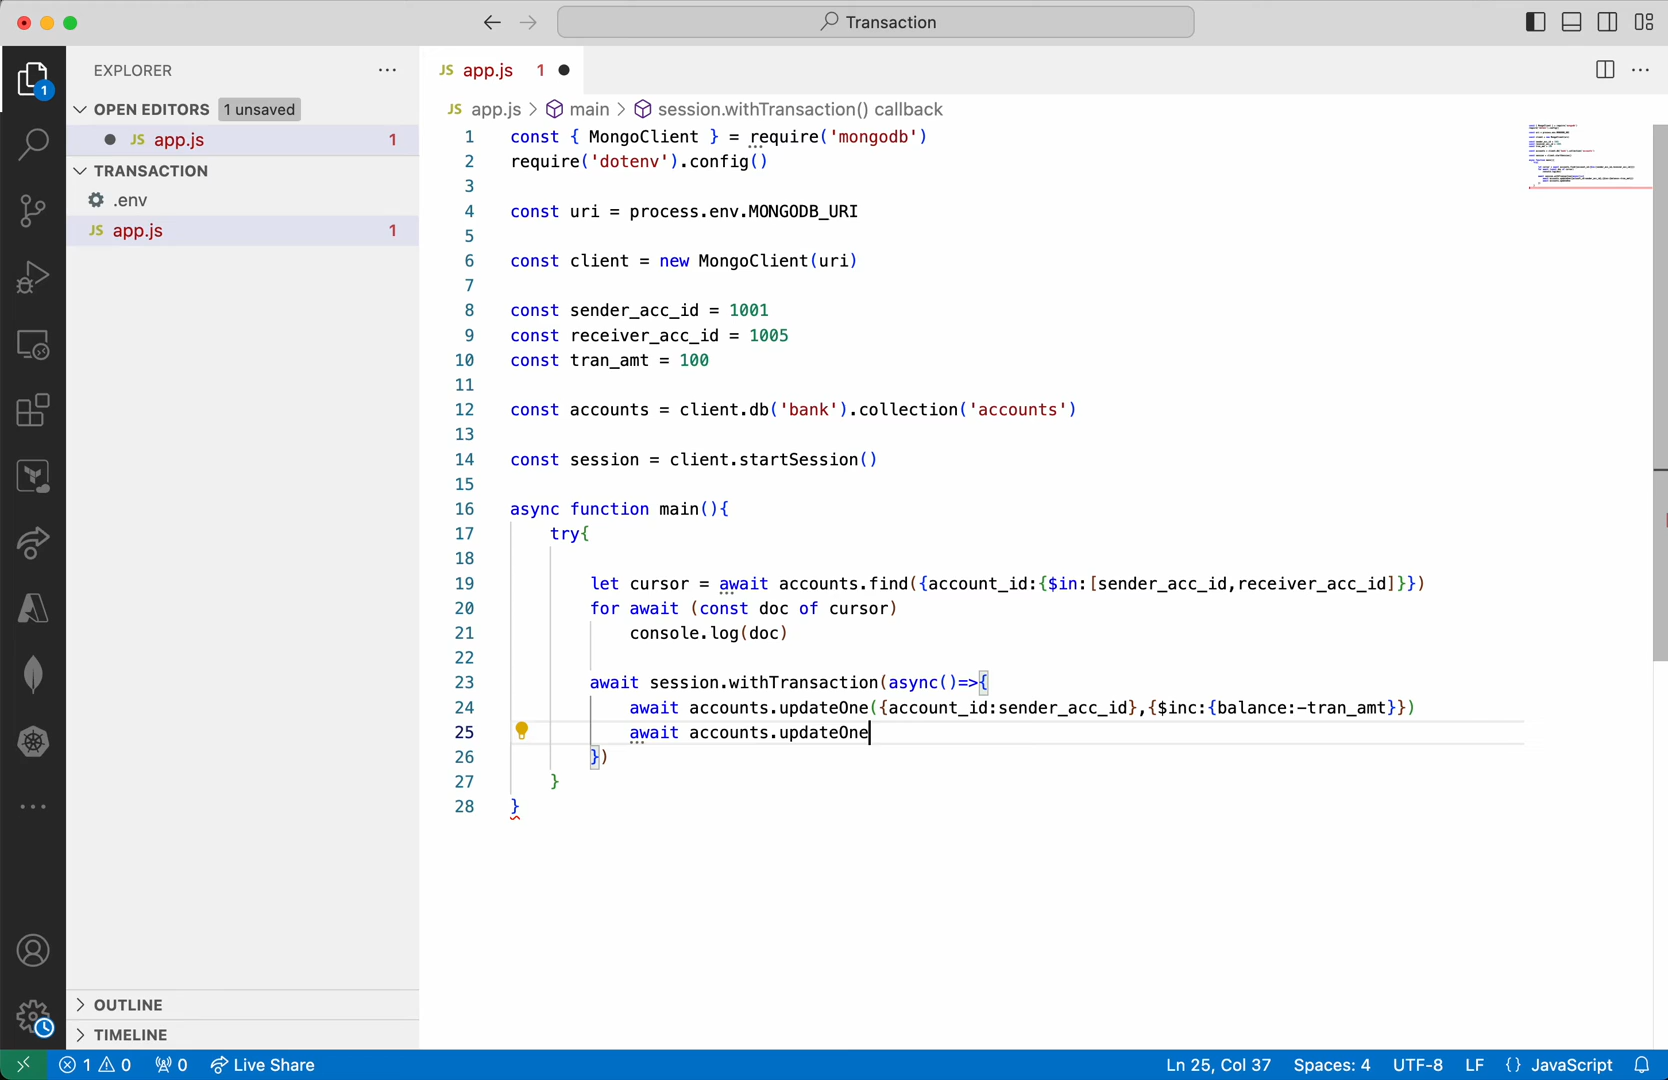 Transaction
EXPLORER
OPEN EDITORS 1 unsaved
JS app.js 1
TRANSACTION
.env
JS app.js 1
OUTLINE
TIMELINE
1
JS app.js 1
JS app.js > main > session.withTransaction() callback
1 const { MongoClient } = require('mongodb')
2 require('dotenv').config()
3
4 const uri = process.env.MONGODB_URI
5
6 const client = new MongoClient(uri)
7
8 const sender_acc_id = 1001
9 const receiver_acc_id = 1005
10 const tran_amt = 100
11
12 const accounts = client.db('bank').collection('accounts')
13
14 const session = client.startSession()
15
16 async function main(){
17 try{
18
19 let cursor = await accounts.find({account_id:{$in:[sender_acc_id,receiver_acc_id]}})
20 for await (const doc of cursor)
21 console.log(doc)
22
23 await session.withTransaction(async()=>{
24 await accounts.updateOne({account_id:sender_acc_id},{$inc:{balance:-tran_amt}})
25 await accounts.updateOne
26 })
27 }
28 }
1 0 0 Live Share Ln 25, Col 37 Spaces: 4 UTF-8 LF {} JavaScript